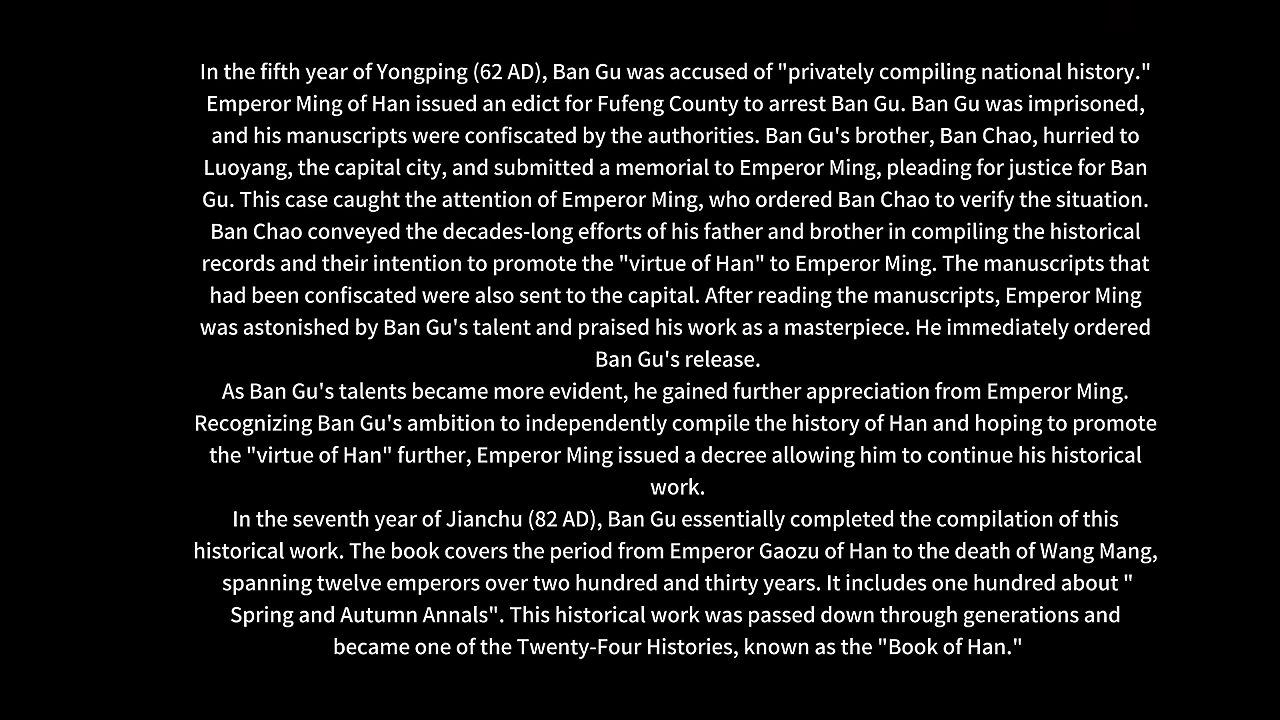 In the fifth year of Yongping (62 AD), Ban Gu was accused of "privately compiling national history."
Emperor Ming of Han issued an edict for Fufeng County to arrest Ban Gu. Ban Gu was imprisoned,
and his manuscripts were confiscated by the authorities. Ban Gu's brother, Ban Chao, hurried to
Luoyang, the capital city, and submitted a memorial to Emperor Ming, pleading for justice for Ban
Gu. This case caught the attention of Emperor Ming, who ordered Ban Chao to verify the situation.
Ban Chao conveyed the decades-long efforts of his father and brother in compiling the historical
records and their intention to promote the "virtue of Han" to Emperor Ming. The manuscripts that
had been confiscated were also sent to the capital. After reading the manuscripts, Emperor Ming
was astonished by Ban Gu's talent and praised his work as a masterpiece. He immediately ordered
Ban Gu's release.
As Ban Gu's talents became more evident, he gained further appreciation from Emperor Ming.
Recognizing Ban Gu's ambition to independently compile the history of Han and hoping to promote
the "virtue of Han" further, Emperor Ming issued a decree allowing him to continue his historical
work.
In the seventh year of Jianchu (82 AD), Ban Gu essentially completed the compilation of this
historical work. The book covers the period from Emperor Gaozu of Han to the death of Wang Mang,
spanning twelve emperors over two hundred and thirty years. It includes one hundred about "
Spring and Autumn Annals". This historical work was passed down through generations and
became one of the Twenty-Four Histories, known as the "Book of Han."